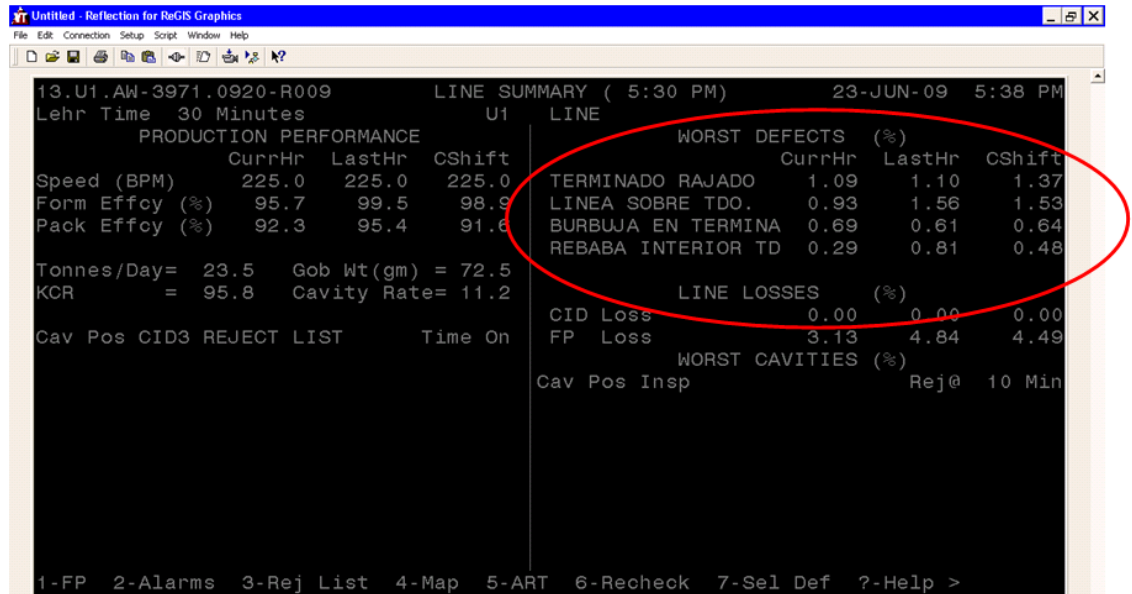 Untitled - Reflection for ReGIS Graphics
File Edit Connection Setup Script Window Help
13.U1.AW-3971.0920-R009 LINE SUMMARY ( 5:30 PM) 23-JUN-09 5:38 PM
Lehr Time 30 Minutes U1 LINE
PRODUCTION PERFORMANCE WORST DEFECTS (%)
CurrHr LastHr CShift CurrHr LastHr CShift
Speed (BPM) 225.0 225.0 225.0 TERMINADO RAJADO 1.09 1.10 1.37
Form Effcy (%) 95.7 99.5 98.9 LINEA SOBRE TDO. 0.93 1.56 1.53
Pack Effcy (%) 92.3 95.4 91.6 BURBUJA EN TERMINA 0.69 0.61 0.64
REBABA INTERIOR TD 0.29 0.81 0.48
Tonnes/Day= 23.5 Gob Wt(gm) = 72.5
KCR = 95.8 Cavity Rate= 11.2 LINE LOSSES (%)
CID Loss 0.00 0.00 0.00
Cav Pos CID3 REJECT LIST Time On FP Loss 3.13 4.84 4.49
WORST CAVITIES (%)
Cav Pos Insp Rej@ 10 Min
1-FP 2-Alarms 3-Rej List 4-Map 5-ART 6-Recheck 7-Sel Def ?-Help >